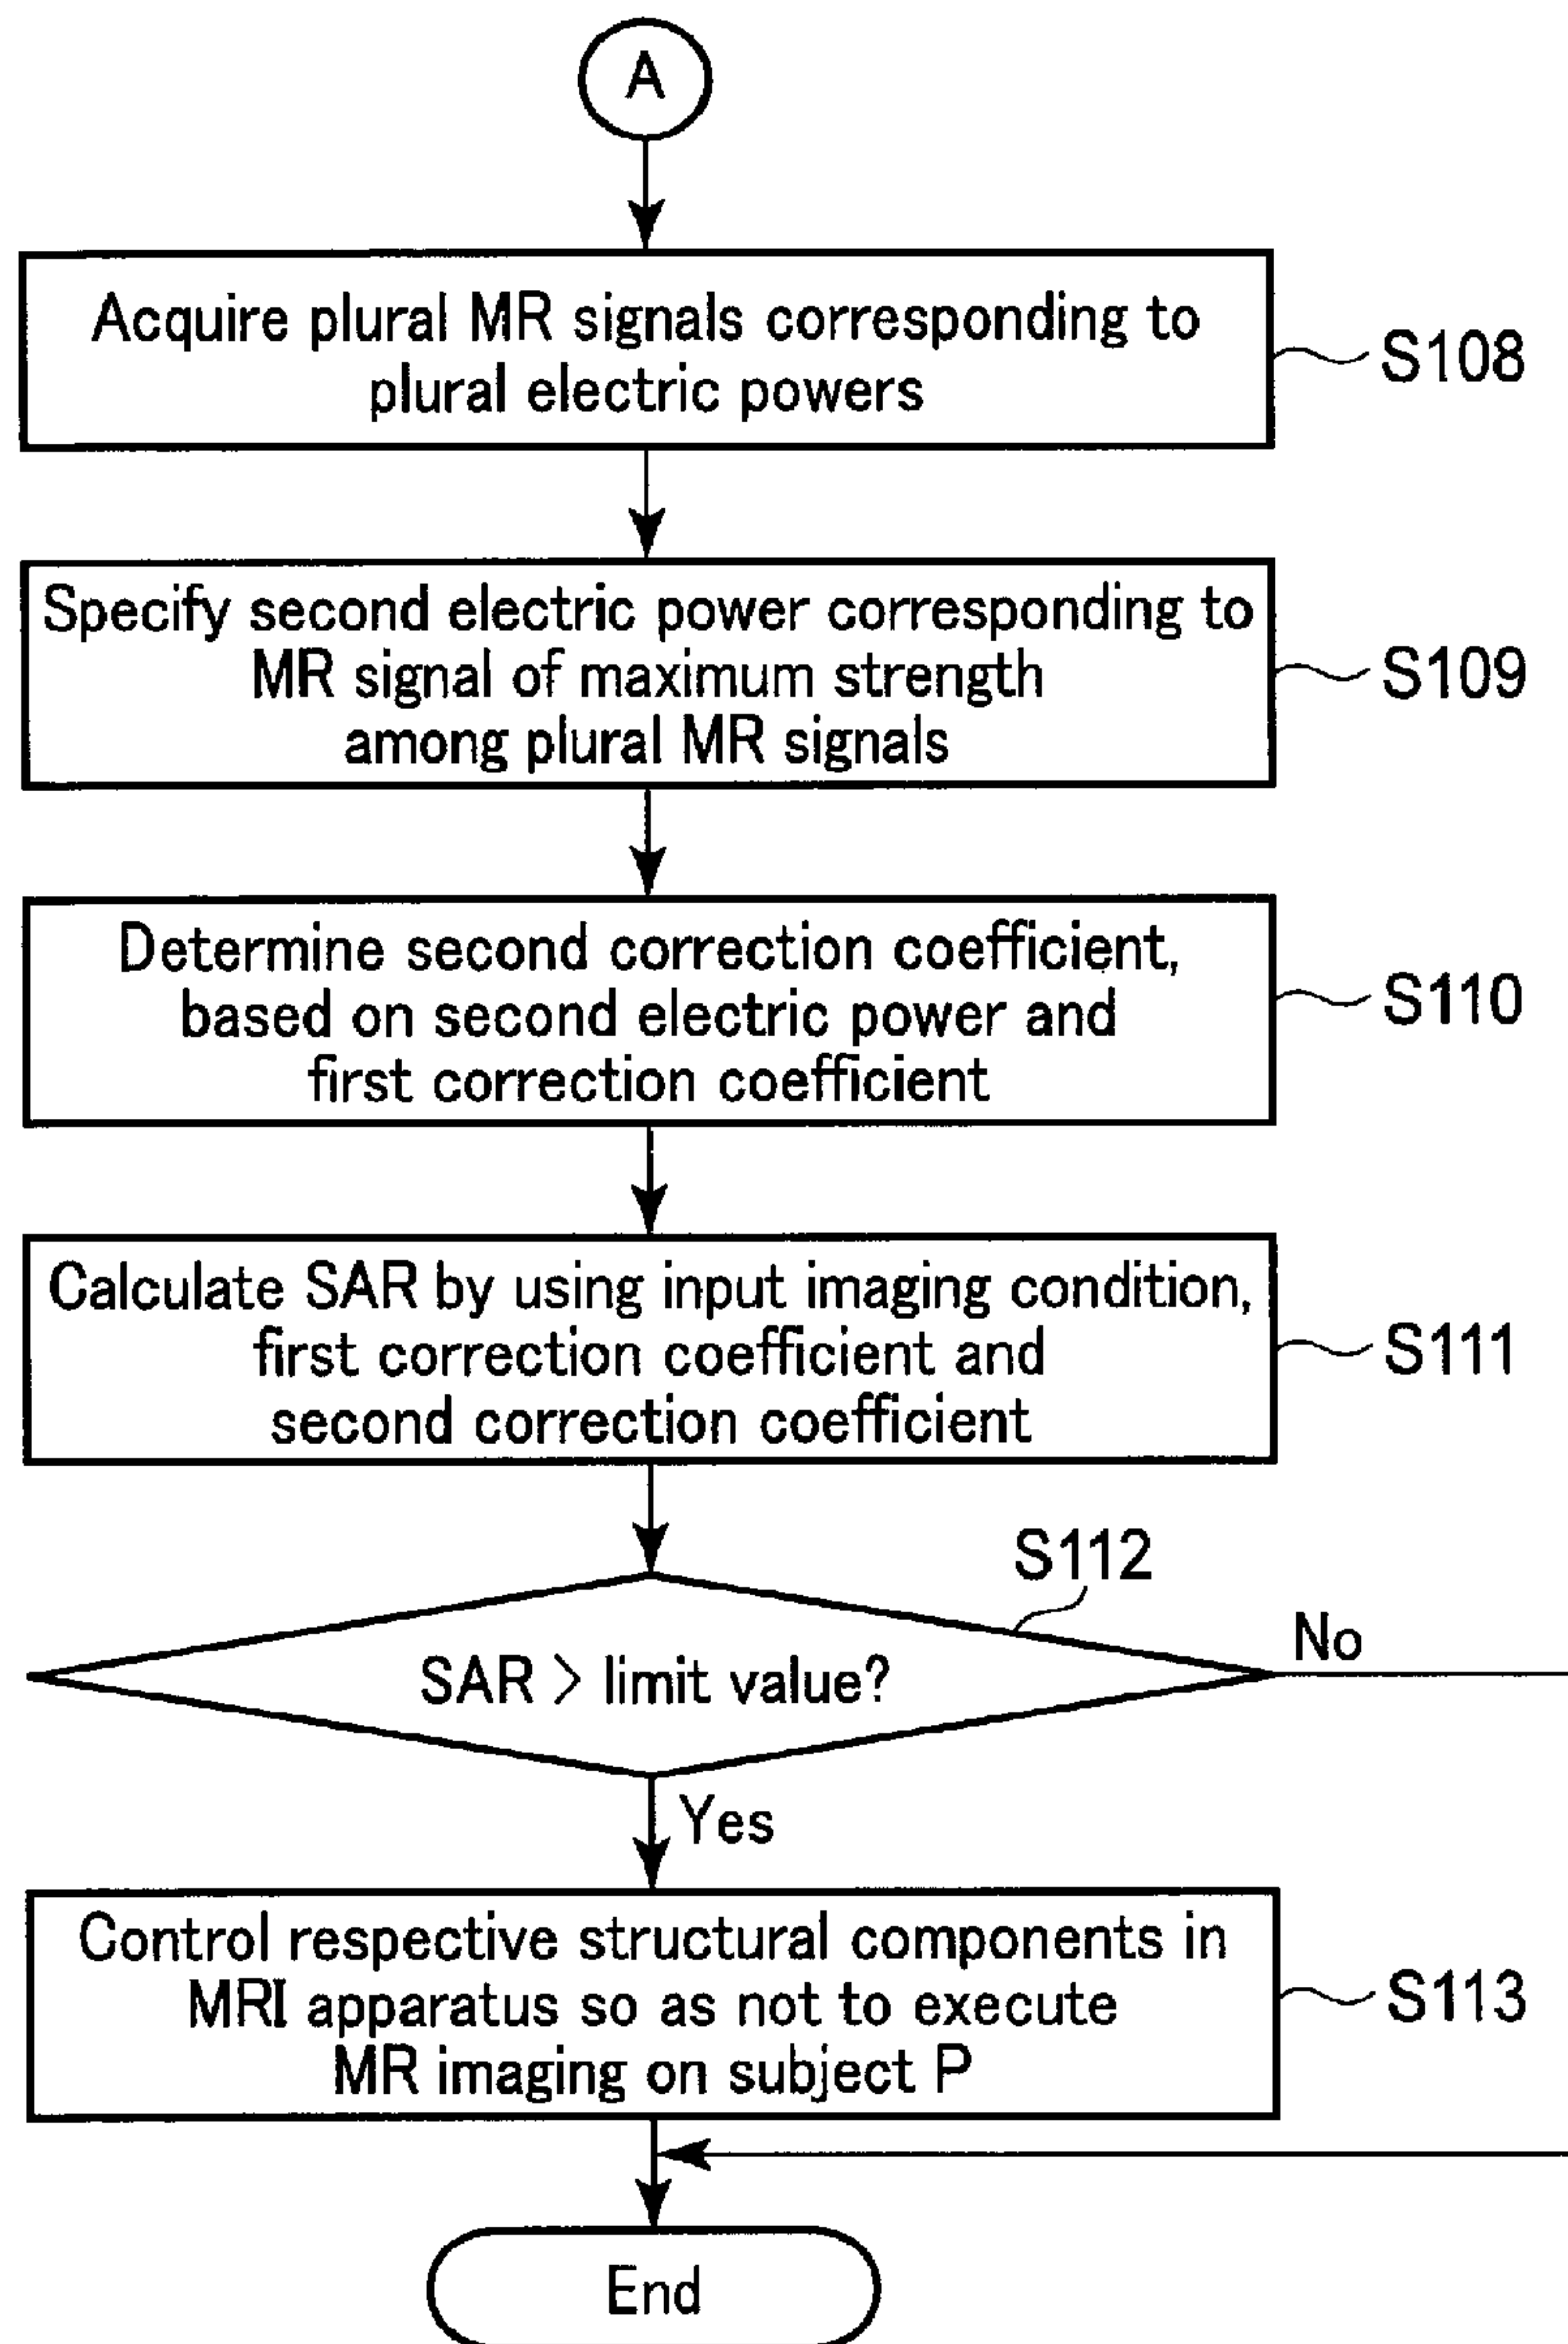 A
Acquire plural MR signals corresponding to
plural electric powers
S108
Specify second electric power corresponding to
MR signal of maximum strength
among plural MR signals
S109
Determine second correction coefficient,
based on second electric power and
first correction coefficient
S110
Calculate SAR by using input imaging condition,
first correction coefficient and
second correction coefficient
S111
S112
SAR > limit value?
No
Yes
Control respective structural components in
MRI apparatus so as not to execute
MR imaging on subject P
S113
End